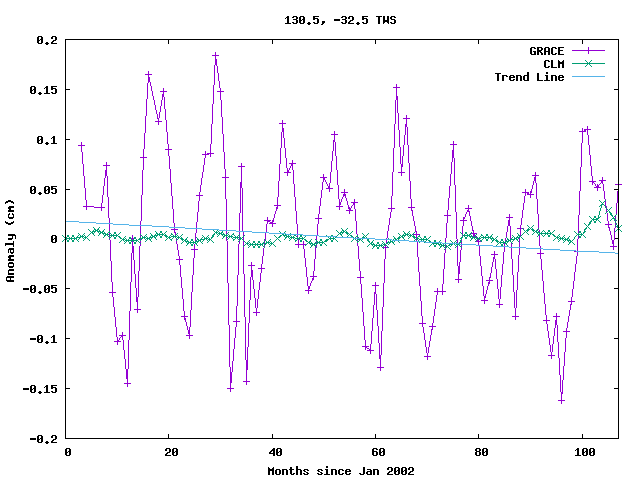 130.5, -32.5 TWS
GRACE
CLM
Trend Line
0.2
0.15
0.1
0.05
0
-0.05
-0.1
-0.15
-0.2
Anomaly (cm)
0 20 40 60 80 100
Months since Jan 2002